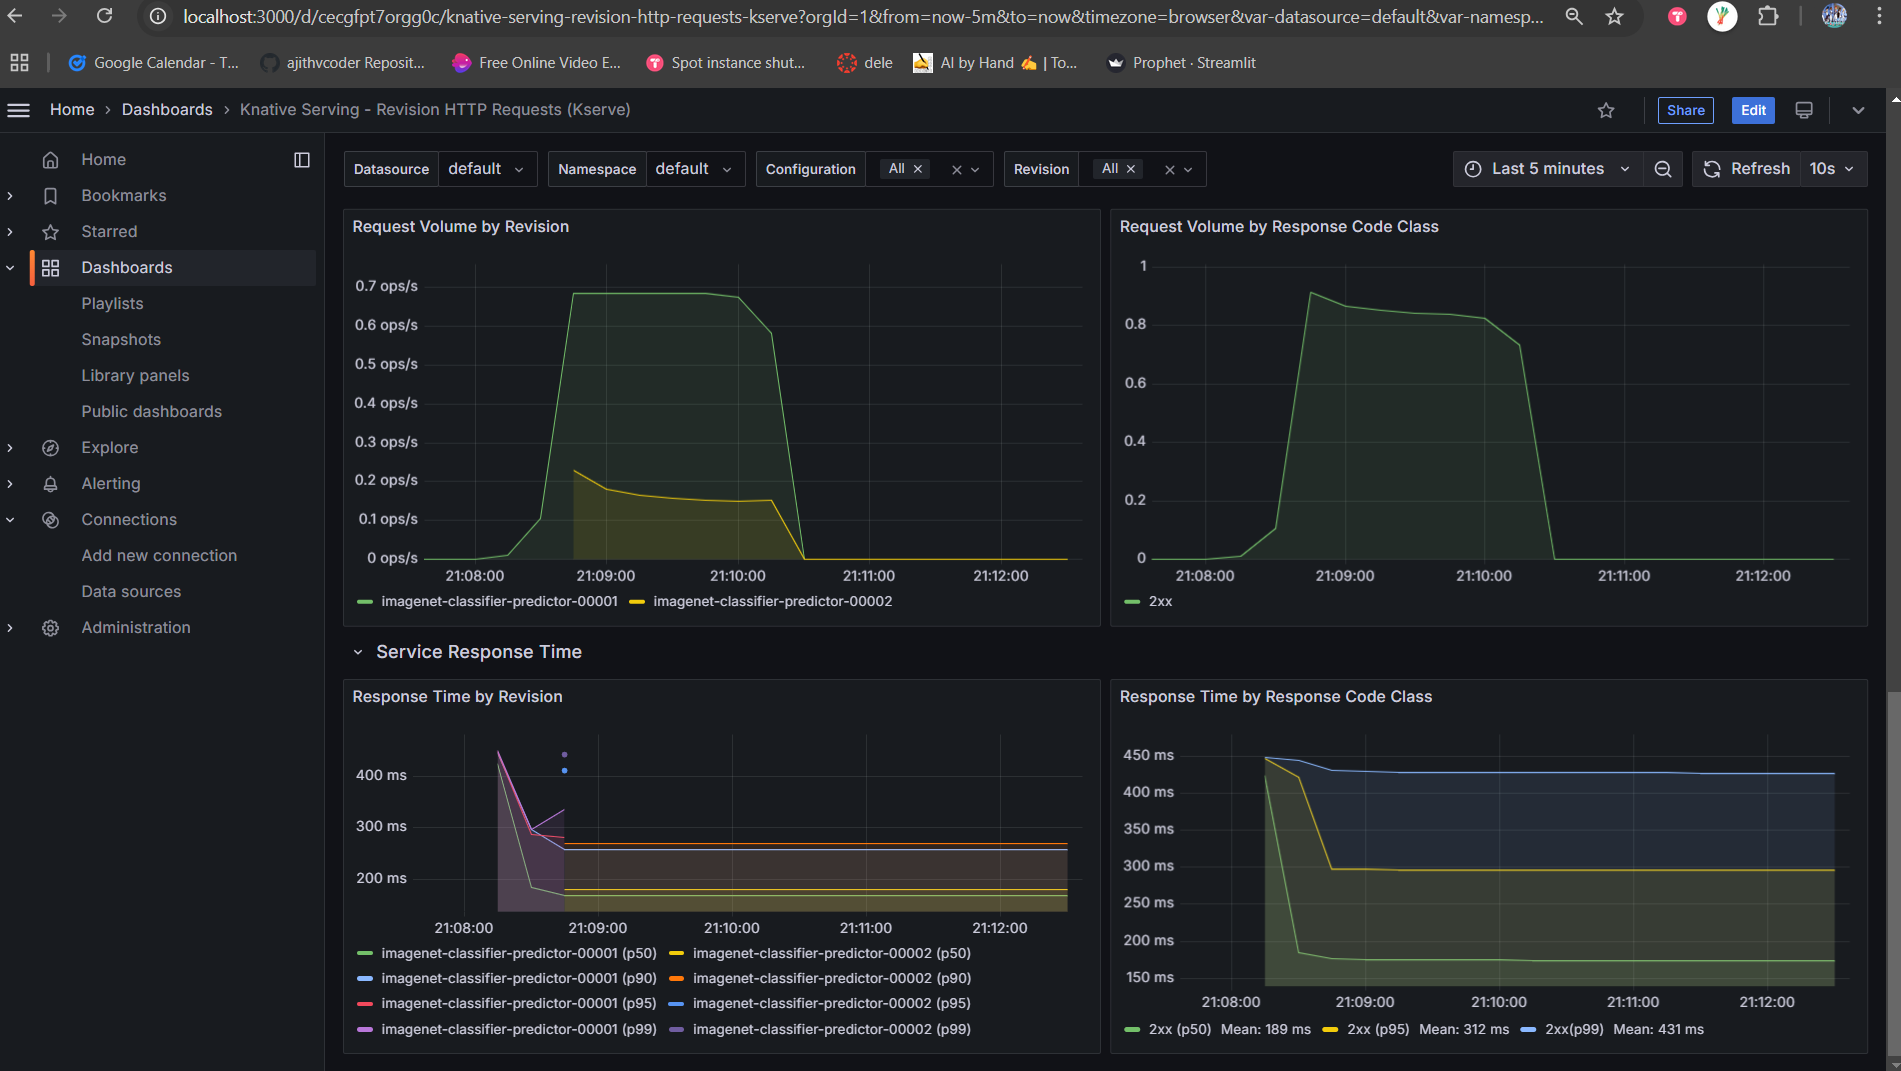 localhost:3000/d/cecgfpt7orgg0c/knative-serving-revision-http-requests-kserve?orgId=1&from=now-5m&to=now&timezone=browser&var-datasource=default&var-namesp...
Google Calendar - T...
ajithvcoder Reposit...
Free Online Video E...
Spot instance shut...
dele
AI by Hand ✍️ | To...
Prophet · Streamlit
Home › Dashboards › Knative Serving - Revision HTTP Requests (Kserve)
Share
Edit
Home
Bookmarks
Starred
Dashboards
Playlists
Snapshots
Library panels
Public dashboards
Explore
Alerting
Connections
Add new connection
Data sources
Administration
Datasource default
Namespace default
Configuration All
Revision All
Last 5 minutes
Refresh 10s
Request Volume by Revision
0.7 ops/s
0.6 ops/s
0.5 ops/s
0.4 ops/s
0.3 ops/s
0.2 ops/s
0.1 ops/s
0 ops/s
21:08:00 21:09:00 21:10:00 21:11:00 21:12:00
imagenet-classifier-predictor-00001 imagenet-classifier-predictor-00002
Request Volume by Response Code Class
1
0.8
0.6
0.4
0.2
0
21:08:00 21:09:00 21:10:00 21:11:00 21:12:00
2xx
Service Response Time
Response Time by Revision
400 ms
300 ms
200 ms
21:08:00 21:09:00 21:10:00 21:11:00 21:12:00
imagenet-classifier-predictor-00001 (p50) imagenet-classifier-predictor-00002 (p50)
imagenet-classifier-predictor-00001 (p90) imagenet-classifier-predictor-00002 (p90)
imagenet-classifier-predictor-00001 (p95) imagenet-classifier-predictor-00002 (p95)
imagenet-classifier-predictor-00001 (p99) imagenet-classifier-predictor-00002 (p99)
Response Time by Response Code Class
450 ms
400 ms
350 ms
300 ms
250 ms
200 ms
150 ms
21:08:00 21:09:00 21:10:00 21:11:00 21:12:00
2xx (p50) Mean: 189 ms 2xx (p95) Mean: 312 ms 2xx(p99) Mean: 431 ms